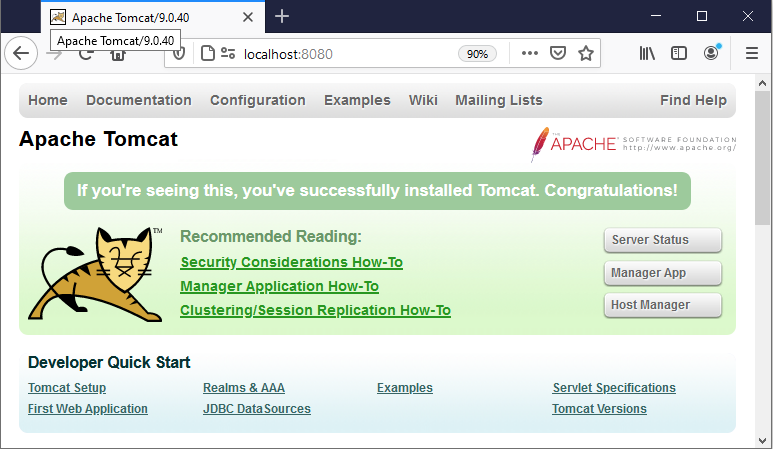 Apache Tomcat/9.0.40
Apache Tomcat/9.0.40
localhost:8080
90%
Home Documentation Configuration Examples Wiki Mailing Lists Find Help
Apache Tomcat
THE APACHE® SOFTWARE FOUNDATION
http://www.apache.org/
If you're seeing this, you've successfully installed Tomcat. Congratulations!
TM
Recommended Reading:
Security Considerations How-To
Manager Application How-To
Clustering/Session Replication How-To
Server Status
Manager App
Host Manager
Developer Quick Start
Tomcat Setup Realms & AAA Examples Servlet Specifications
First Web Application JDBC DataSources Tomcat Versions